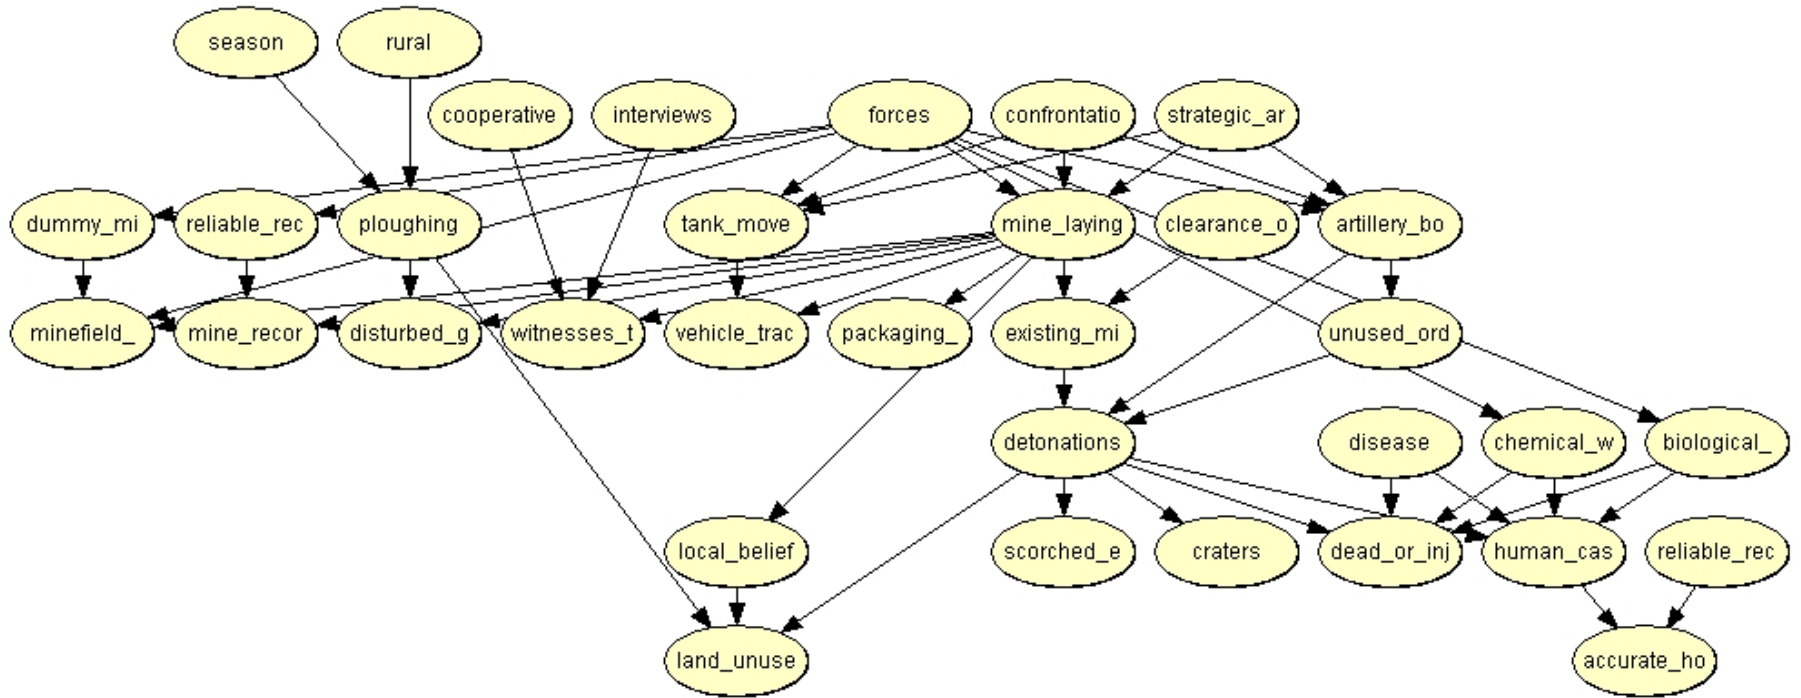 season
rural
cooperative
interviews
forces
confrontatio
strategic_ar
dummy_mi
reliable_rec
ploughing
tank_move
mine_laying
clearance_o
artillery_bo
minefield_
mine_recor
disturbed_g
witnesses_t
vehicle_trac
packaging_
existing_mi
unused_ord
detonations
disease
chemical_w
biological_
local_belief
scorched_e
craters
dead_or_inj
human_cas
reliable_rec
land_unuse
accurate_ho